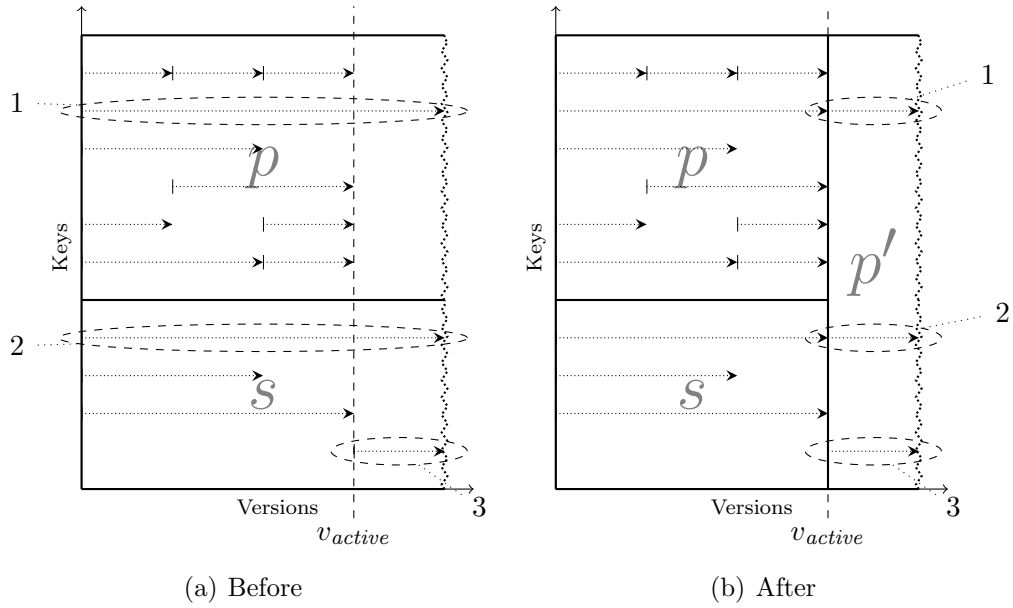 1
p
Keys
2
s
3
Versions
v_active
(a) Before
1
p
Keys
p′
2
s
3
Versions
v_active
(b) After